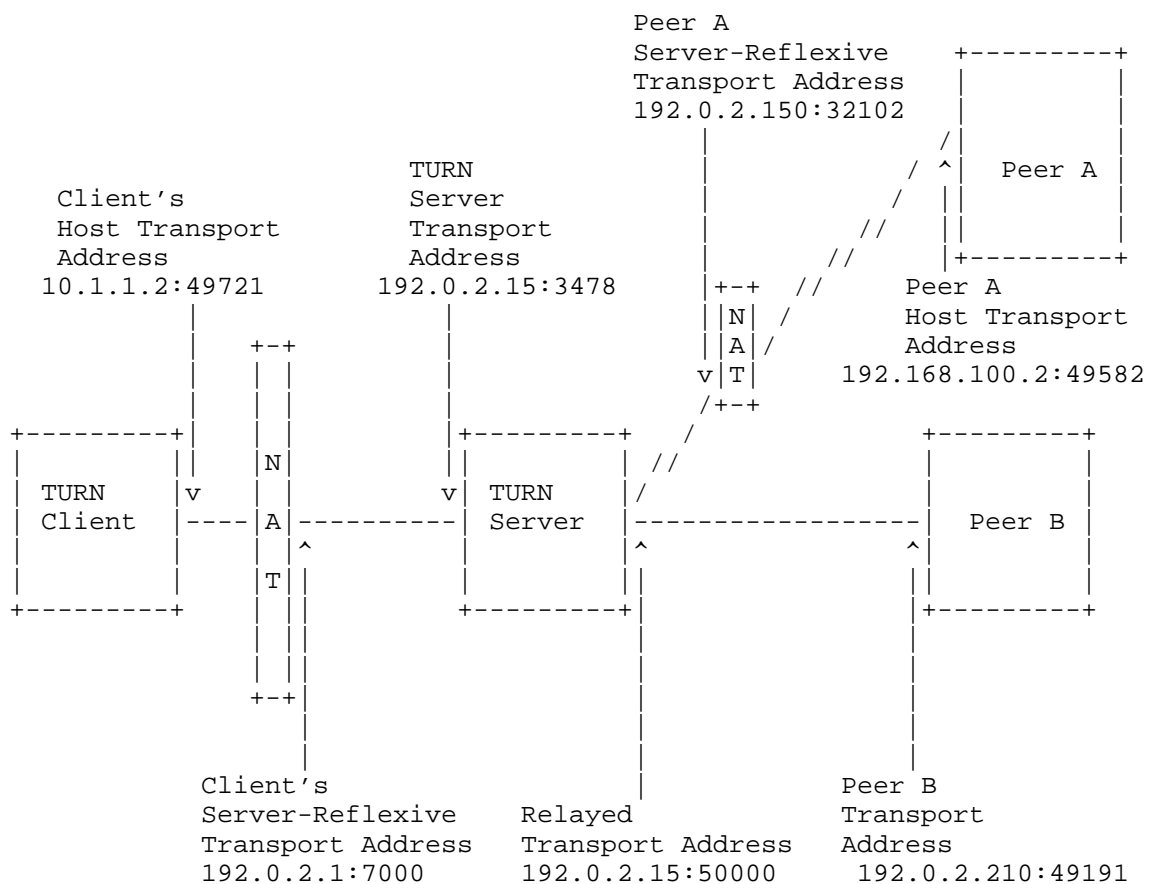 Peer A
Server-Reflexive
Transport Address
192.0.2.150:32102
TURN
Server
Transport
Address
192.0.2.15:3478
Client's
Host Transport
Address
10.1.1.2:49721
Peer A
Peer A
Host Transport
Address
192.168.100.2:49582
N
A
T
N
A
T
TURN
Client
TURN
Server
Peer B
Client's
Server-Reflexive
Transport Address
192.0.2.1:7000
Relayed
Transport Address
192.0.2.15:50000
Peer B
Transport
Address
192.0.2.210:49191